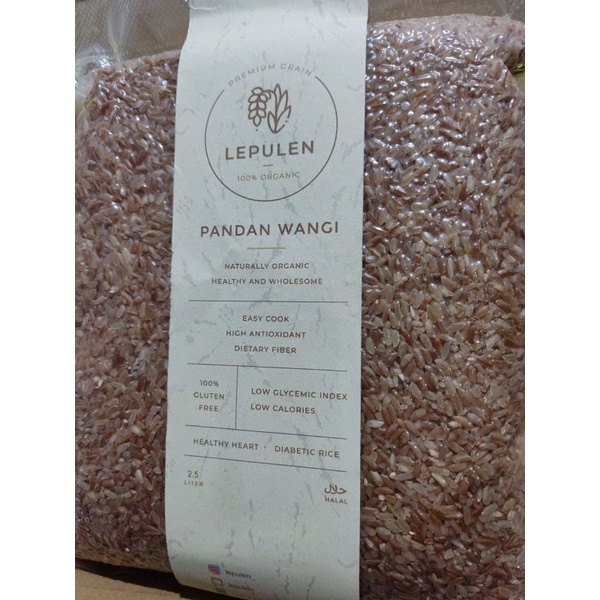 PREMIUM GRAIN
LEPULEN
100% ORGANIC
PANDAN WANGI
NATURALLY ORGANIC
HEALTHY AND WHOLESOME
EASY COOK
HIGH ANTIOXIDANT
DIETARY FIBER
100%
GLUTEN
FREE
LOW GLYCEMIC INDEX
LOW CALORIES
HEALTHY HEART · DIABETIC RICE
2.5
LITER
حلال
HALAL
lepulen